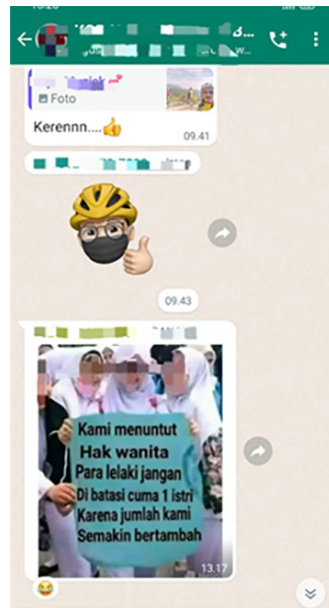 Foto
Kerennn....👍
09.41
09.43
Kami menuntut
Hak wanita
Para lelaki jangan
Di batasi cuma 1 istri
Karena jumlah kami
Semakin bertambah
13.17